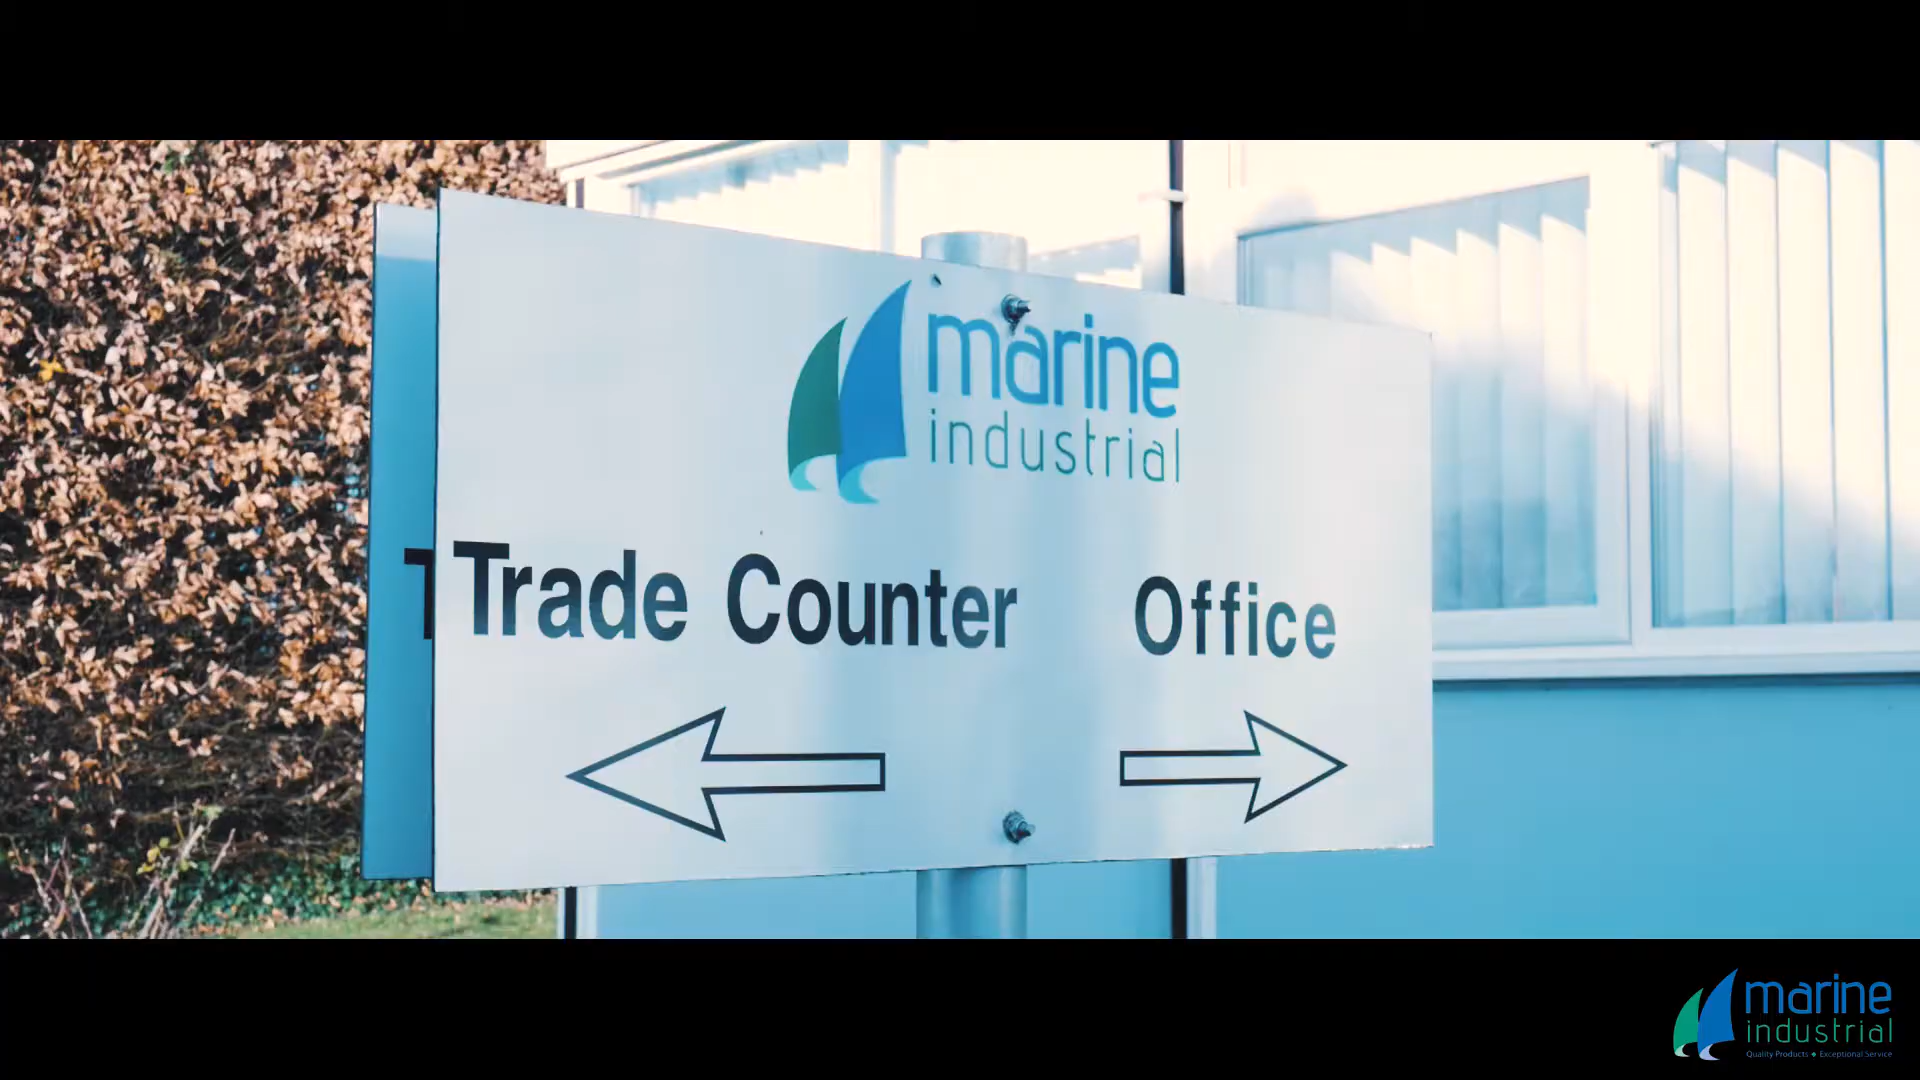 marine
industrial
Trade Counter Office
T
marine
industrial
Quality Products ◆ Exceptional Service